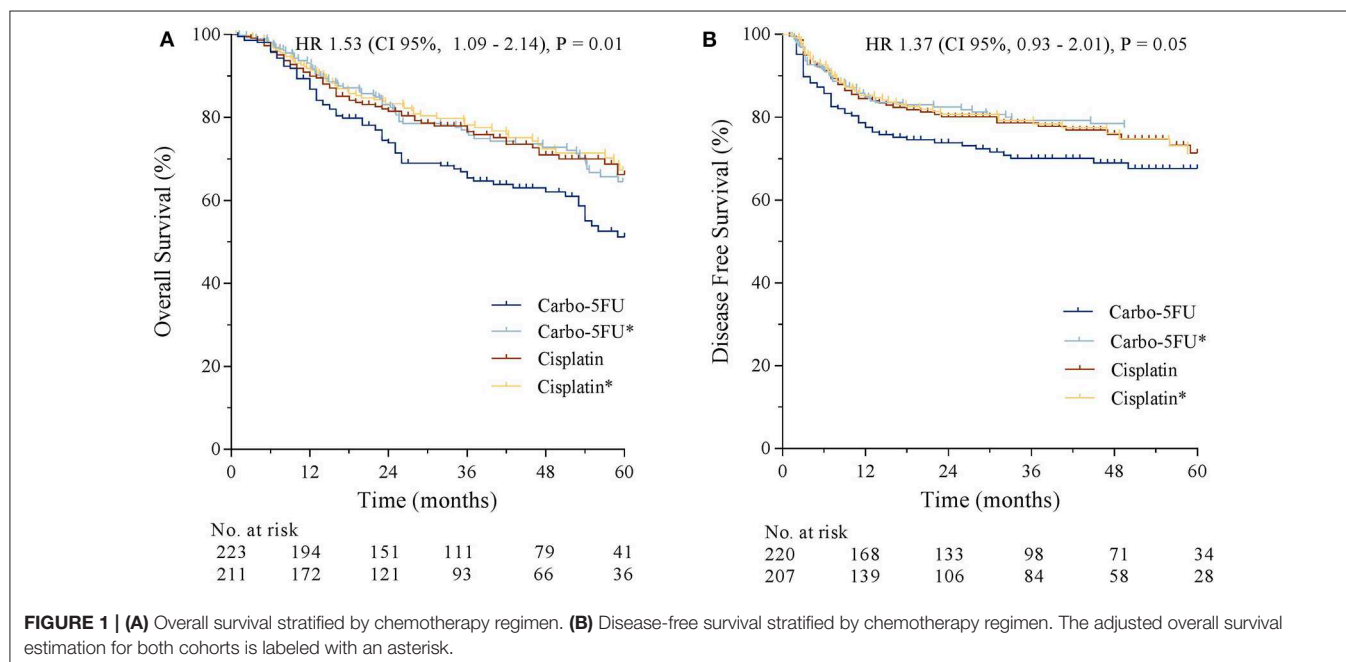 A
HR 1.53 (CI 95%, 1.09 - 2.14), P = 0.01
Overall Survival (%)
100
80
60
40
20
0
Carbo-5FU
Carbo-5FU*
Cisplatin
Cisplatin*
0 12 24 36 48 60
Time (months)
No. at risk
223 194 151 111 79 41
211 172 121 93 66 36
B
HR 1.37 (CI 95%, 0.93 - 2.01), P = 0.05
Disease Free Survival (%)
100
80
60
40
20
0
Carbo-5FU
Carbo-5FU*
Cisplatin
Cisplatin*
0 12 24 36 48 60
Time (months)
No. at risk
220 168 133 98 71 34
207 139 106 84 58 28
FIGURE 1 | (A) Overall survival stratified by chemotherapy regimen. (B) Disease-free survival stratified by chemotherapy regimen. The adjusted overall survival
estimation for both cohorts is labeled with an asterisk.